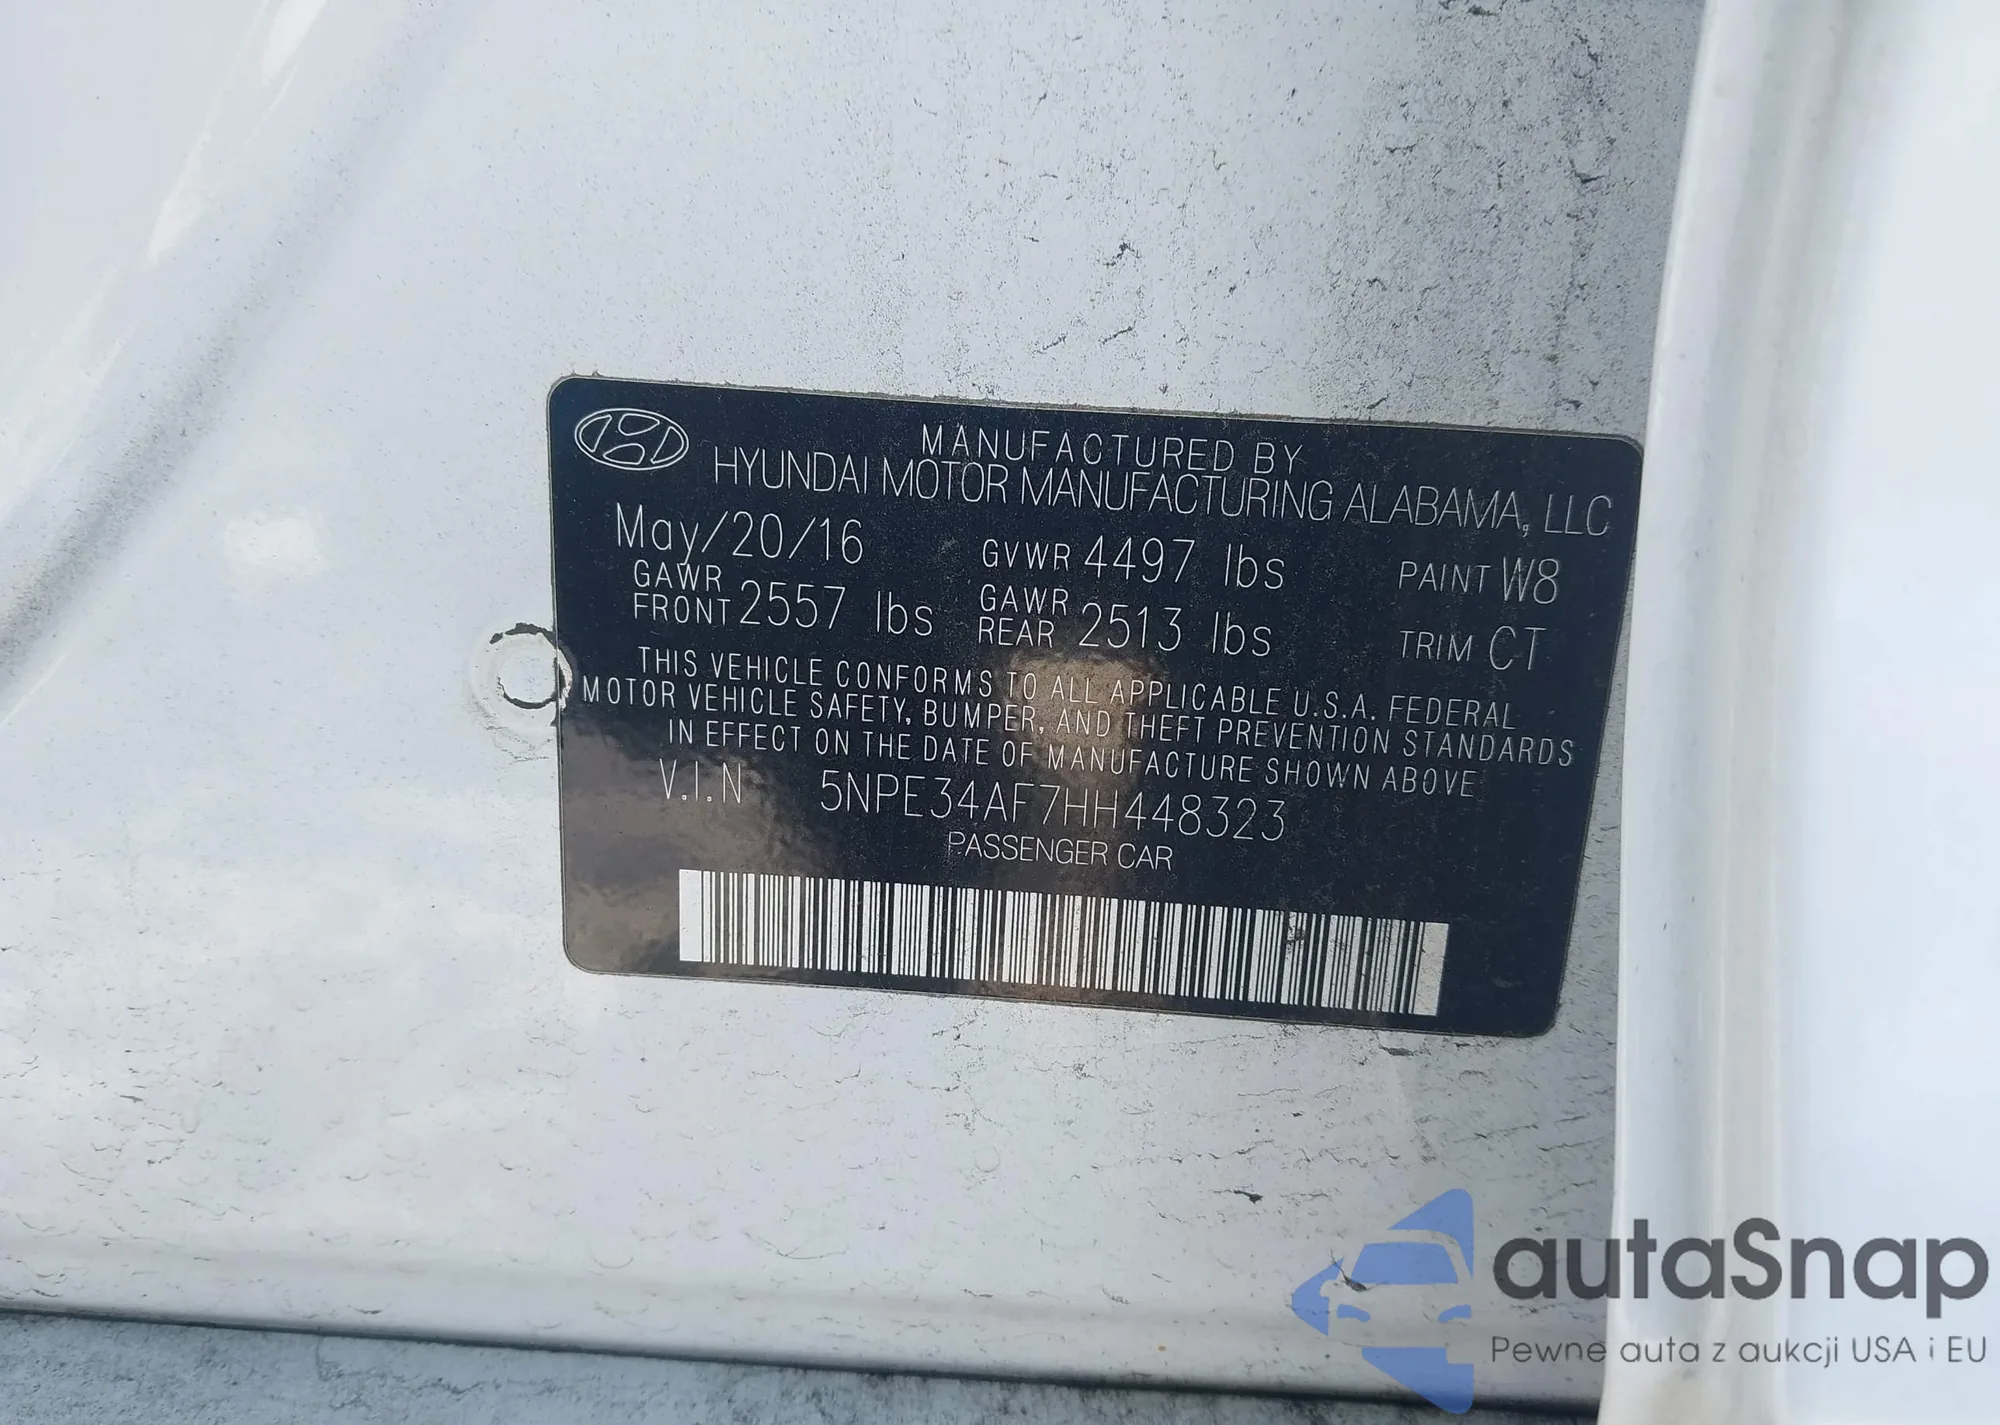 MANUFACTURED BY
HYUNDAI MOTOR MANUFACTURING ALABAMA, LLC
May/20/16 GVWR 4497 lbs PAINT W8
GAWR FRONT 2557 lbs GAWR REAR 2513 lbs TRIM CT
THIS VEHICLE CONFORMS TO ALL APPLICABLE U.S.A. FEDERAL
MOTOR VEHICLE SAFETY, BUMPER, AND THEFT PREVENTION STANDARDS
IN EFFECT ON THE DATE OF MANUFACTURE SHOWN ABOVE
V.I.N 5NPE34AF7HH448323
PASSENGER CAR
autaSnap
Pewne auta z aukcji USA i EU